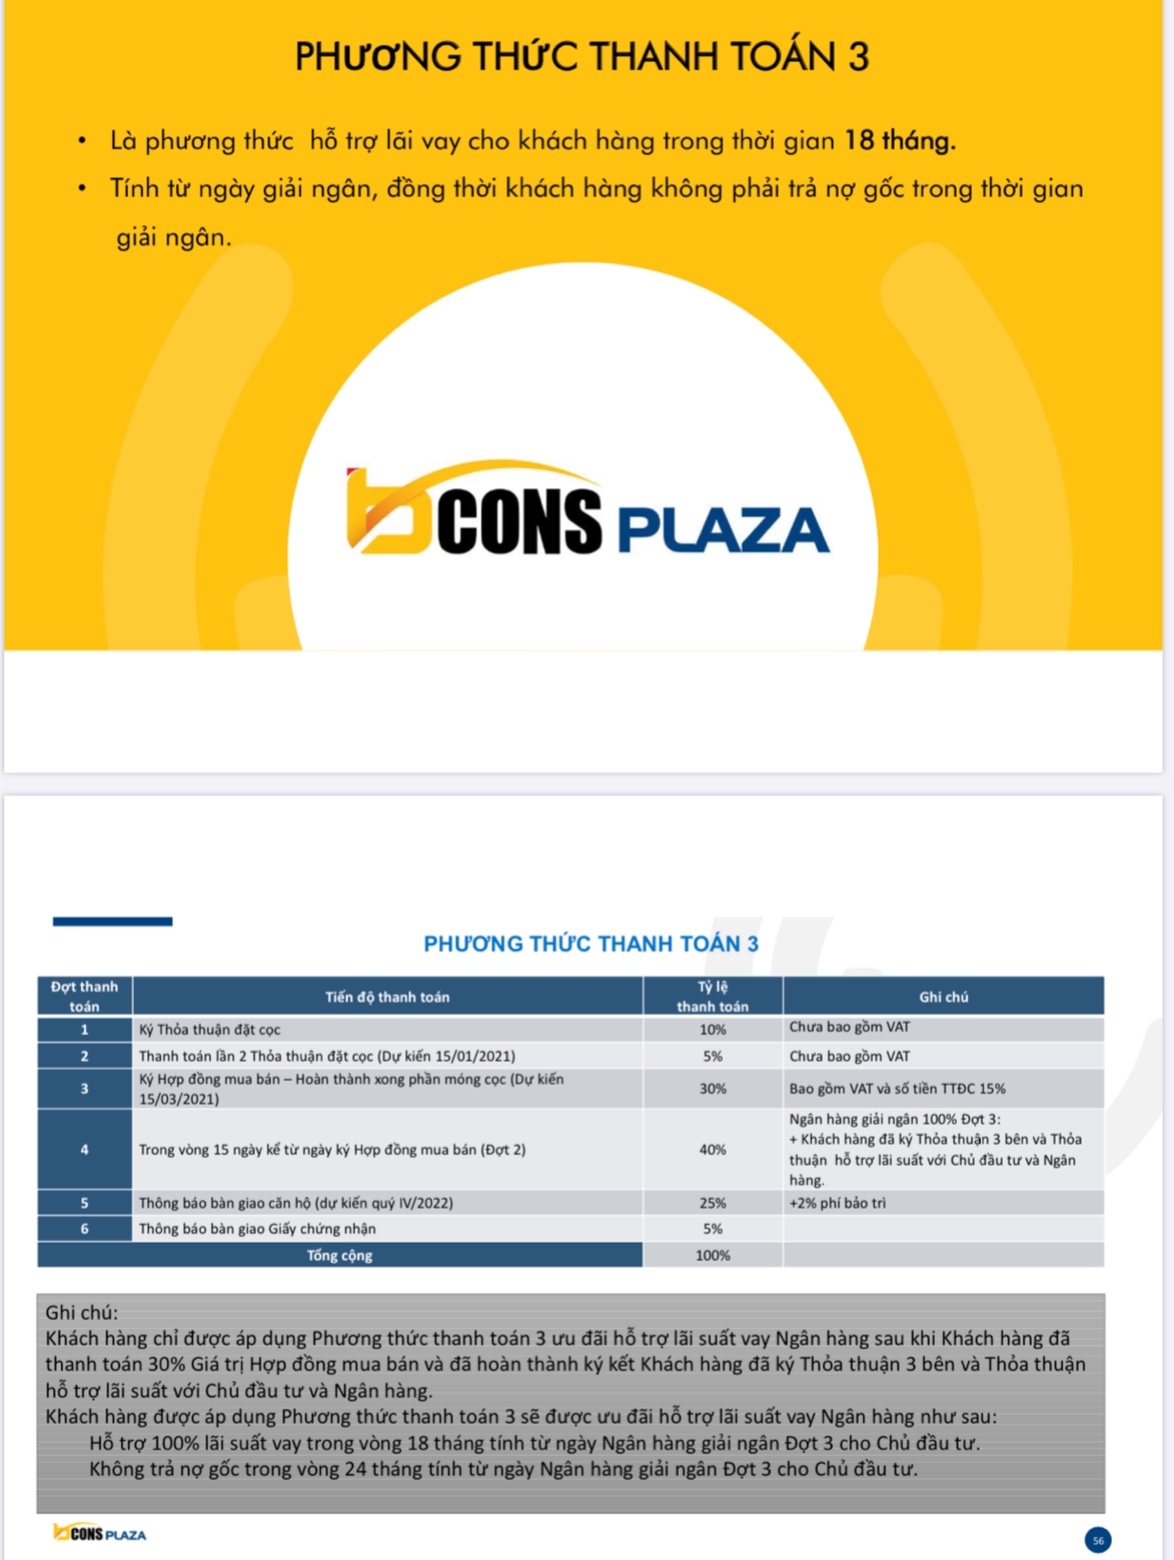 PHƯƠNG THỨC THANH TOÁN 3
• Là phương thức hỗ trợ lãi vay cho khách hàng trong thời gian 18 tháng.
• Tính từ ngày giải ngân, đồng thời khách hàng không phải trả nợ gốc trong thời gian
giải ngân.
bCONS PLAZA
PHƯƠNG THỨC THANH TOÁN 3
Đợt thanh
toán
Tiến độ thanh toán
Tỷ lệ
thanh toán
Ghi chú
1
Ký Thỏa thuận đặt cọc
10%
Chưa bao gồm VAT
2
Thanh toán lần 2 Thỏa thuận đặt cọc (Dự kiến 15/01/2021)
5%
Chưa bao gồm VAT
3
Ký Hợp đồng mua bán – Hoàn thành xong phần móng cọc (Dự kiến
15/03/2021)
30%
Bao gồm VAT và số tiền TTĐC 15%
4
Trong vòng 15 ngày kể từ ngày ký Hợp đồng mua bán (Đợt 2)
40%
Ngân hàng giải ngân 100% Đợt 3:
+ Khách hàng đã ký Thỏa thuận 3 bên và Thỏa
thuận hỗ trợ lãi suất với Chủ đầu tư và Ngân
hàng.
5
Thông báo bàn giao căn hộ (dự kiến quý IV/2022)
25%
+2% phí bảo trì
6
Thông báo bàn giao Giấy chứng nhận
5%
Tổng cộng
100%
Ghi chú:
Khách hàng chỉ được áp dụng Phương thức thanh toán 3 ưu đãi hỗ trợ lãi suất vay Ngân hàng sau khi Khách hàng đã
thanh toán 30% Giá trị Hợp đồng mua bán và đã hoàn thành ký kết Khách hàng đã ký Thỏa thuận 3 bên và Thỏa thuận
hỗ trợ lãi suất với Chủ đầu tư và Ngân hàng.
Khách hàng được áp dụng Phương thức thanh toán 3 sẽ được ưu đãi hỗ trợ lãi suất vay Ngân hàng như sau:
Hỗ trợ 100% lãi suất vay trong vòng 18 tháng tính từ ngày Ngân hàng giải ngân Đợt 3 cho Chủ đầu tư.
Không trả nợ gốc trong vòng 24 tháng tính từ ngày Ngân hàng giải ngân Đợt 3 cho Chủ đầu tư.
bCONS PLAZA
56